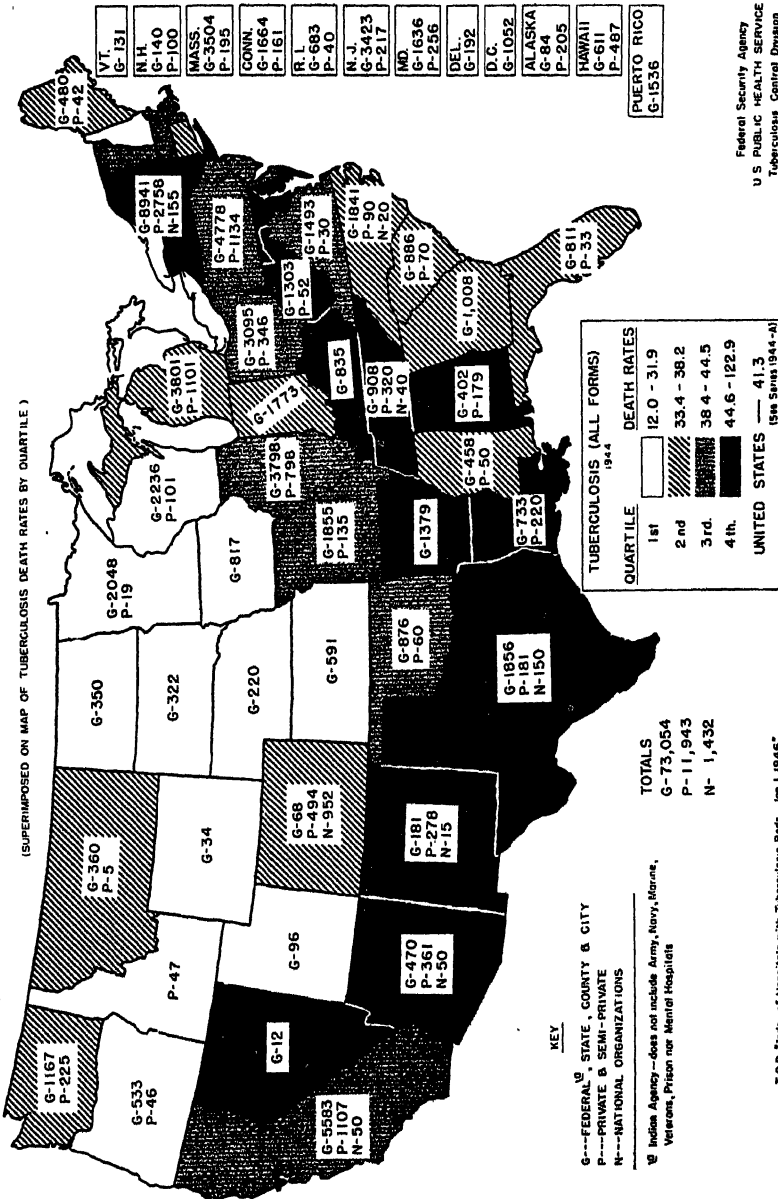 (SUPERIMPOSED ON MAP OF TUBERCULOSIS DEATH RATES BY QUARTILE)
G-1167
P-225
G-533
P-46
G-5583
P-1107
N-50
G-12
P-47
G-360
P-5
G-34
G-96
G-470
P-361
N-50
G-68
P-494
N-952
G-181
P-278
N-15
G-350
G-322
G-220
G-591
G-876
P-60
G-1856
P-181
N-150
G-2048
P-19
G-817
G-1855
P-135
G-1379
G-733
P-220
G-2236
P-101
G-3798
P-798
G-458
P-50
G-3801
P-1101
G-1773
G-835
G-908
P-320
N-40
G-402
P-179
G-3095
P-346
G-1303
P-52
G-1,008
G-4778
P-1134
G-1493
P-30
G-1841
P-90
N-20
G-886
P-70
G-811
P-33
G-8941
P-2758
N-155
G-480
P-42
VT.
G-131
N.H.
G-140
P-100
MASS.
G-3504
P-195
CONN.
G-1664
P-161
R.I.
G-683
P-40
N.J.
G-3423
P-217
MD.
G-1636
P-256
DEL.
G-192
D.C.
G-1052
ALASKA
G-84
P-205
HAWAII
G-611
P-487
PUERTO RICO
G-1536
KEY
G---FEDERAL, STATE, COUNTY & CITY
P---PRIVATE & SEMI-PRIVATE
N---NATIONAL ORGANIZATIONS
Indian Agency—does not include Army, Navy, Marine,
Veterans, Prison nor Mental Hospitals
TOTALS
G-73,054
P-11,943
N- 1,432
TUBERCULOSIS (ALL FORMS)
1944
QUARTILE DEATH RATES
1st 12.0 - 31.9
2nd 33.4 - 38.2
3rd. 38.4 - 44.5
4th. 44.6 - 122.9
UNITED STATES — 41.3
(See Series 1944-A)
Federal Security Agency
U S PUBLIC HEALTH SERVICE
Tuberculosis Control Division